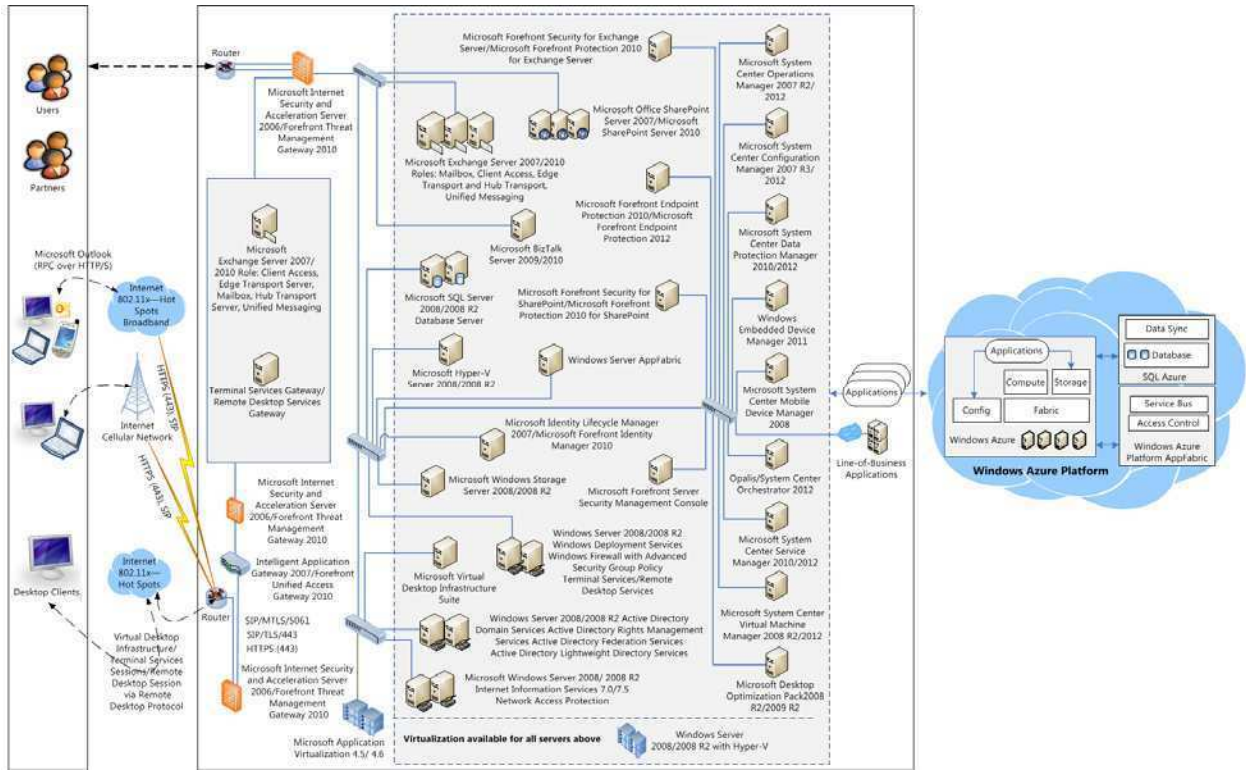 Users
Partners
Microsoft Outlook
(RPC over HTTP/S)
Internet
802.11x—Hot
Spots
Broadband
HTTPS (443), SIP
Internet
Cellular Network
HTTPS (443), SIP
Desktop Clients
Internet
802.11x—
Hot Spots
Virtual Desktop
Infrastructure/
Terminal Services
Sessions/Remote
Desktop Session
via Remote
Desktop Protocol
Router
Microsoft Internet
Security and
Acceleration Server
2006/Forefront Threat
Management
Gateway 2010
Microsoft
Exchange Server 2007/
2010 Role: Client Access,
Edge Transport Server,
Mailbox, Hub Transport
Server, Unified Messaging
Terminal Services Gateway/
Remote Desktop Services
Gateway
Microsoft Internet
Security and
Acceleration Server
2006/Forefront Threat
Management
Gateway 2010
Intelligent Application
Gateway 2007/Forefront
Unified Access
Gateway 2010
Router
SIP/MTLS/5061
SIP/TLS/443
HTTPS (443)
Microsoft Internet Security
and Acceleration Server
2006/Forefront Threat
Management
Gateway 2010
Microsoft Application
Virtualization 4.5/ 4.6
Microsoft Forefront Security for Exchange
Server/Microsoft Forefront Protection 2010
for Exchange Server
Microsoft Office SharePoint
Server 2007/Microsoft
SharePoint Server 2010
Microsoft Exchange Server 2007/2010
Roles: Mailbox, Client Access, Edge
Transport and Hub Transport,
Unified Messaging
Microsoft Forefront Endpoint
Protection 2010/Microsoft
Forefront Endpoint
Protection 2012
Microsoft BizTalk
Server 2009/2010
Microsoft SQL Server
2008/2008 R2
Database Server
Microsoft Forefront Security for
SharePoint/Microsoft Forefront
Protection 2010 for SharePoint
Microsoft Hyper-V
Server 2008/2008 R2
Windows Server AppFabric
Microsoft Identity Lifecycle Manager
2007/Microsoft Forefront Identity
Manager 2010
Microsoft Windows Storage
Server 2008/2008 R2
Microsoft Forefront Server
Security Management Console
Windows Server 2008/2008 R2
Windows Deployment Services
Windows Firewall with Advanced
Security Group Policy
Terminal Services/Remote
Desktop Services
Microsoft Virtual
Desktop Infrastructure
Suite
Windows Server 2008/2008 R2 Active Directory
Domain Services Active Directory Rights Management
Services Active Directory Federation Services
Active Directory Lightweight Directory Services
Microsoft Windows Server 2008/ 2008 R2
Internet Information Services 7.0/7.5
Network Access Protection
Virtualization available for all servers above
Windows Server
2008/2008 R2 with Hyper-V
Microsoft System
Center Operations
Manager 2007 R2/
2012
Microsoft System
Center Configuration
Manager 2007 R3/
2012
Microsoft System
Center Data
Protection Manager
2010/2012
Windows
Embedded Device
Manager 2011
Microsoft System
Center Mobile
Device Manager
2008
Opalis/System Center
Orchestrator 2012
Microsoft System
Center Service
Manager 2010/2012
Microsoft System Center
Virtual Machine
Manager 2008 R2/2012
Microsoft Desktop
Optimization Pack2008
R2/2009 R2
Applications
Line-of-Business
Applications
Applications
Compute
Storage
Config
Fabric
Windows Azure
Windows Azure Platform
Data Sync
Database
SQL Azure
Service Bus
Access Control
Windows Azure
Platform AppFabric